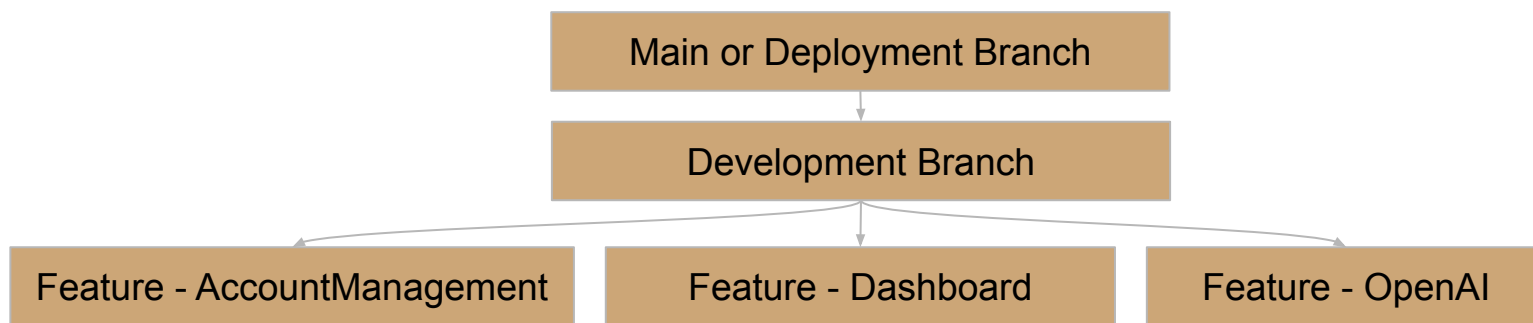 Main or Deployment Branch
Development Branch
Feature - AccountManagement
Feature - Dashboard
Feature - OpenAI